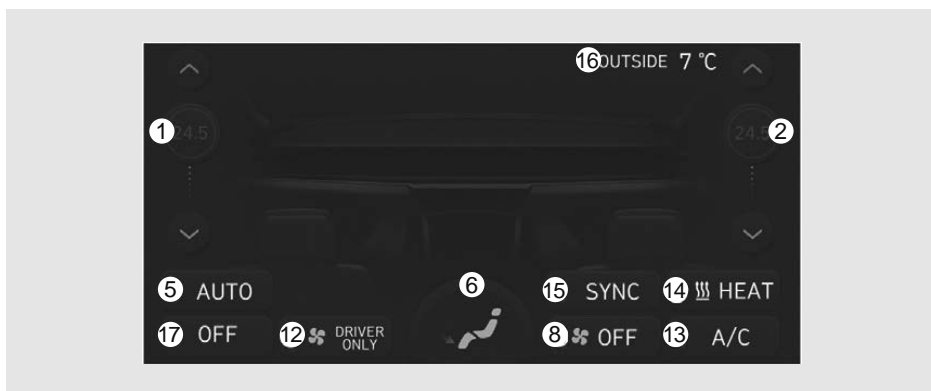 16 OUTSIDE 7 °C
1 24.5
24.5 2
6
5 AUTO
15 SYNC
14 HEAT
17 OFF
12 DRIVER ONLY
8 OFF
13 A/C